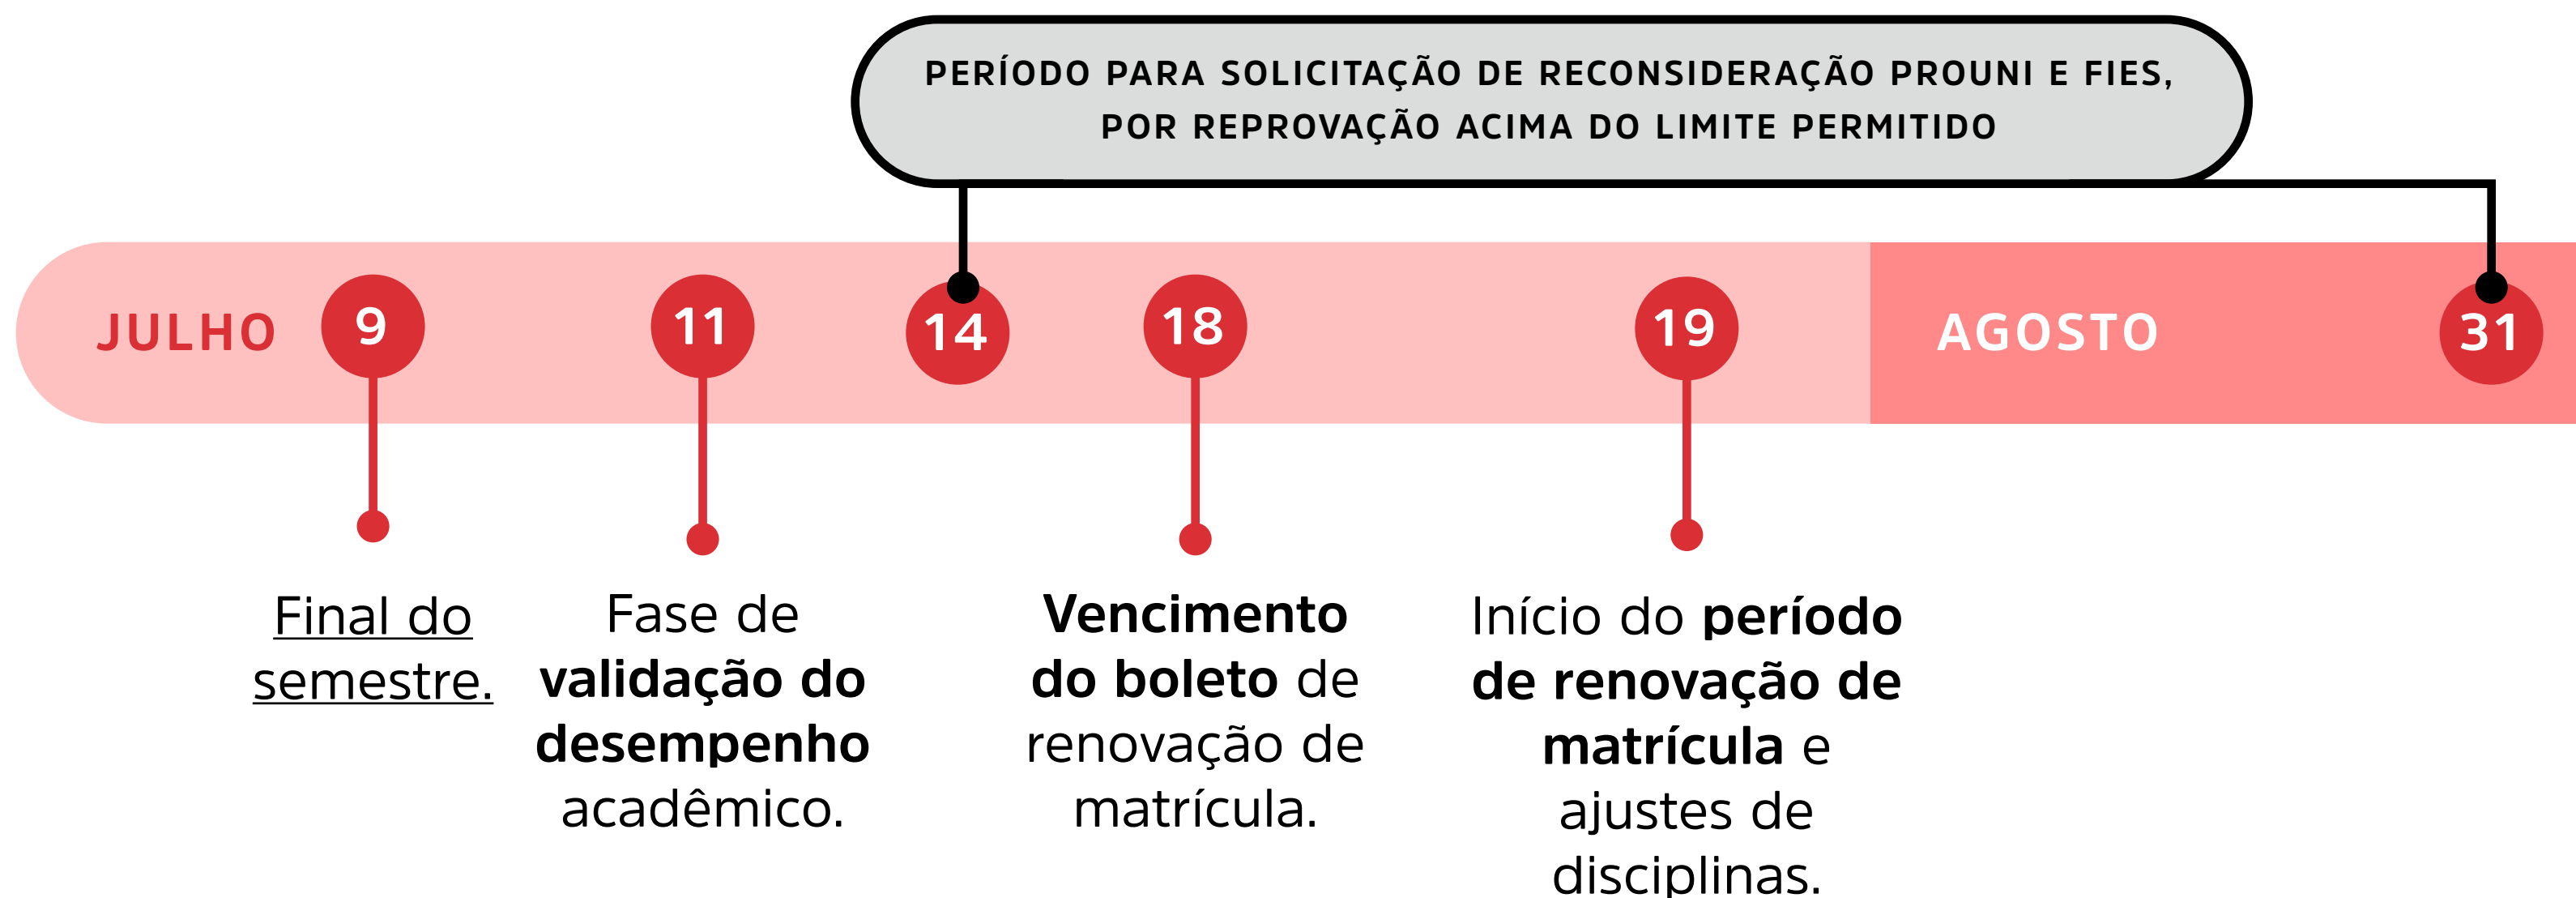 PERÍODO PARA SOLICITAÇÃO DE RECONSIDERAÇÃO PROUNI E FIES,
POR REPROVAÇÃO ACIMA DO LIMITE PERMITIDO
JULHO
9
11
14
18
19
AGOSTO
31
Final do
semestre.
Fase de
validação do
desempenho
acadêmico.
Vencimento
do boleto de
renovação de
matrícula.
Início do período
de renovação de
matrícula e
ajustes de
disciplinas.